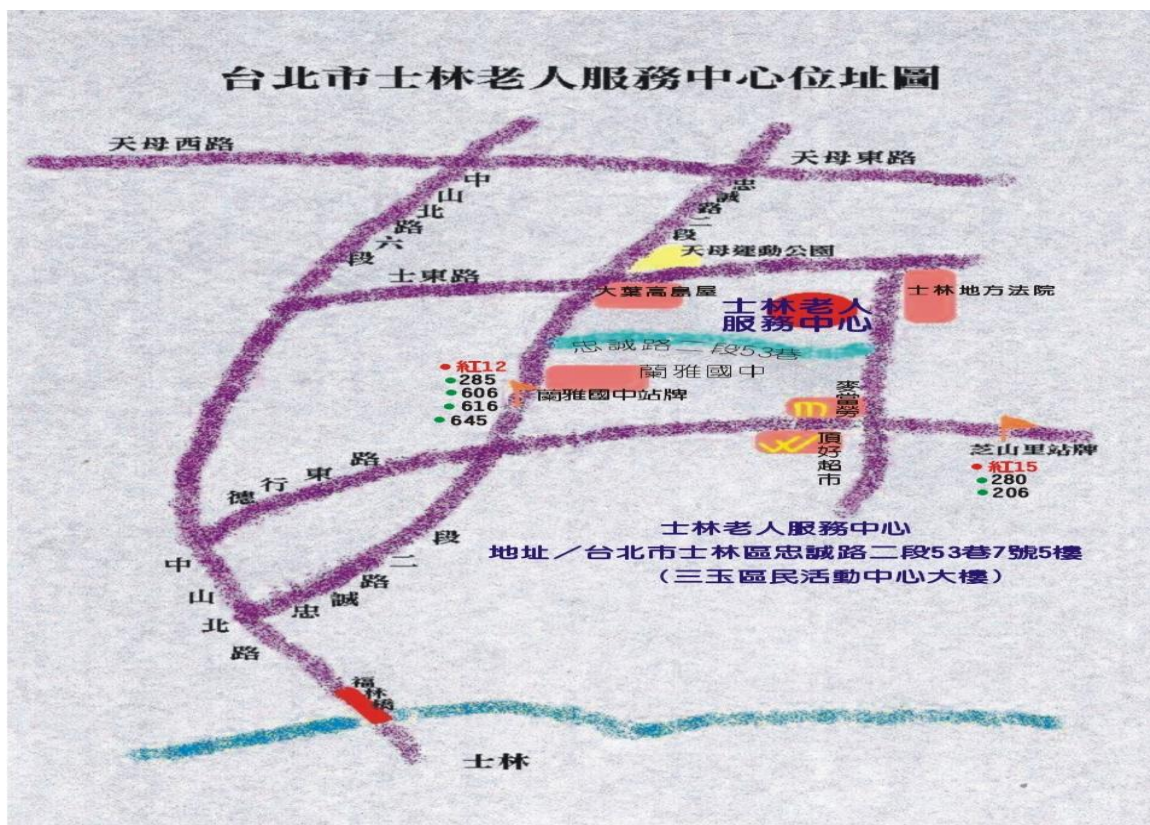 台北市士林老人服務中心位址圖
天母西路
天母東路
中山北路六段
忠誠路二段
天母運動公園
士東路
大葉高島屋
士林地方法院
士林老人
服務中心
忠誠路二段53巷
蘭雅國中
紅12
285
606
616
645
蘭雅國中站牌
麥當勞
頂好超市
芝山里站牌
紅15
280
206
德行東路
忠誠路二段
中山北路
士林老人服務中心
地址／台北市士林區忠誠路二段53巷7號5樓
（三玉區民活動中心大樓）
福林橋
士林